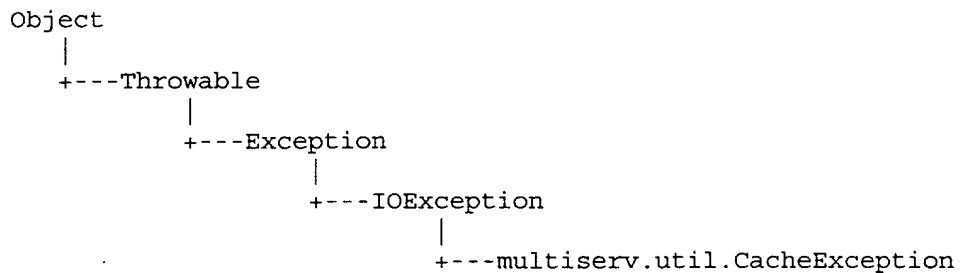 Object
|
+---Throwable
|
+---Exception
|
+---IOException
|
+---multiserv.util.CacheException